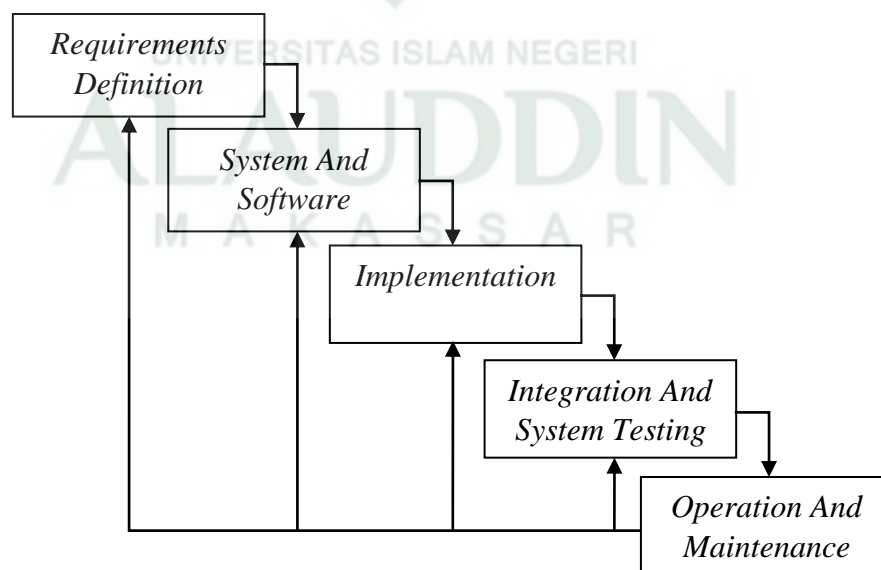 Requirements
Definition
UNIVERSITAS ISLAM NEGERI
ALAUDDIN
M A K A S S A R
System And
Software
Implementation
Integration And
System Testing
Operation And
Maintenance